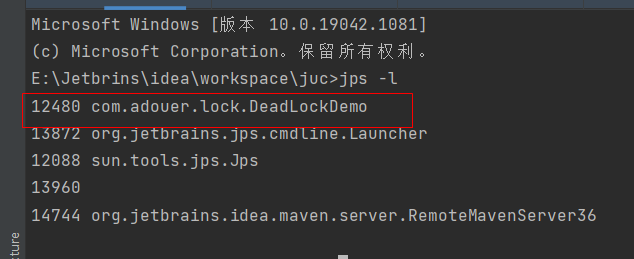 Microsoft Windows [版本 10.0.19042.1081]
(c) Microsoft Corporation。保留所有权利。
E:\Jetbrins\idea\workspace\juc>jps -l
12480 com.adouer.lock.DeadLockDemo
13872 org.jetbrains.jps.cmdline.Launcher
12088 sun.tools.jps.Jps
13960
14744 org.jetbrains.idea.maven.server.RemoteMavenServer36
cture